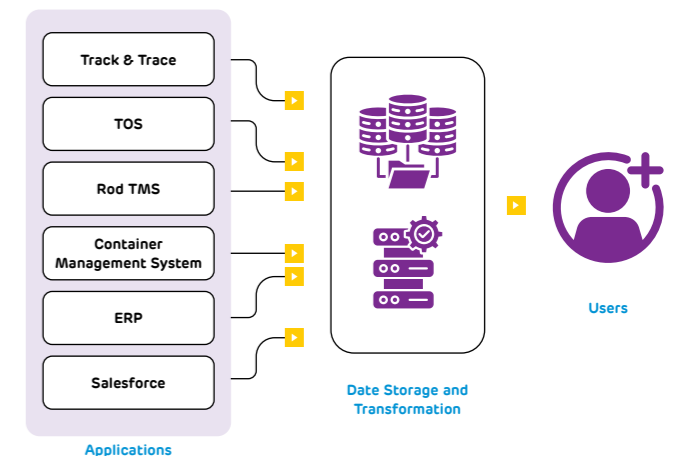 Track & Trace
TOS
Rod TMS
Container
Management System
ERP
Salesforce
Applications
Date Storage and
Transformation
Users